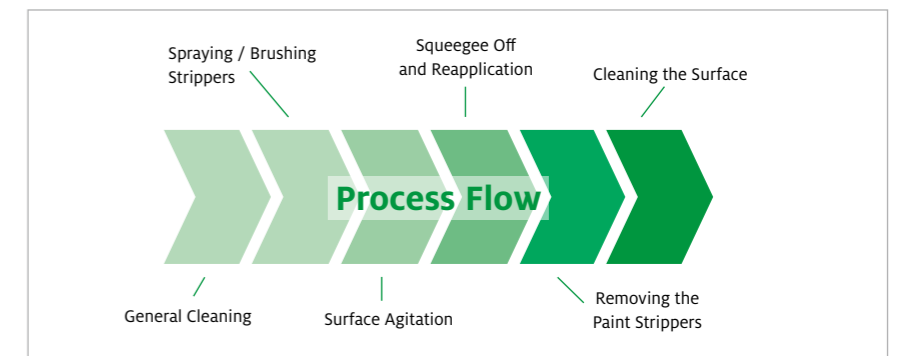 Spraying / Brushing
Strippers
Squeegee Off
and Reapplication
Cleaning the Surface
Process Flow
General Cleaning
Surface Agitation
Removing the
Paint Strippers